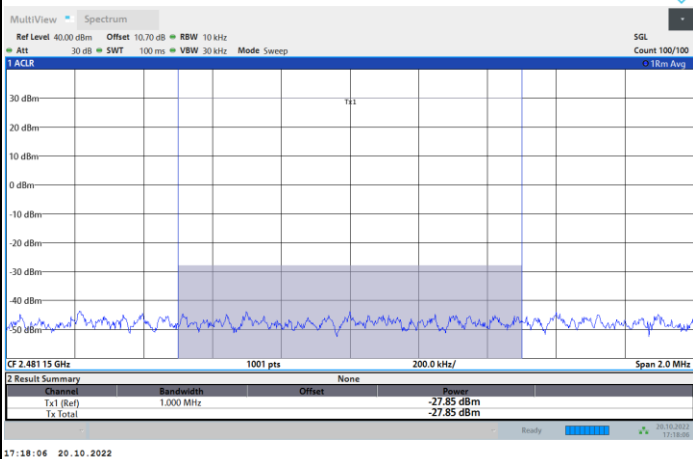 MultiView Spectrum
Ref Level 40.00 dBm Offset 10.70 dB RBW 10 kHz SGL
Att 30 dB SWT 100 ms VBW 30 kHz Mode Sweep Count 100/100
1 ACLR 1Rm Avg
Tx1
30 dBm
20 dBm
10 dBm
0 dBm
-10 dBm
-20 dBm
-30 dBm
-40 dBm
-50 dBm
CF 2.48115 GHz 1001 pts 200.0 kHz/ Span 2.0 MHz
2 Result Summary None
Channel Bandwidth Offset Power
Tx1 (Ref) 1.000 MHz -27.85 dBm
Tx Total -27.85 dBm
Ready 20.10.2022
17:18:06
17:18:06 20.10.2022